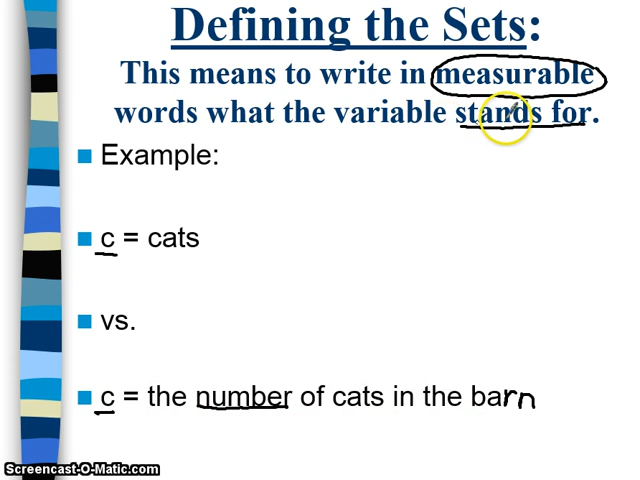 Defining the Sets:
This means to write in measurable
words what the variable stands for.
Example:
c = cats
vs.
c = the number of cats in the barn
Screencast-O-Matic.com